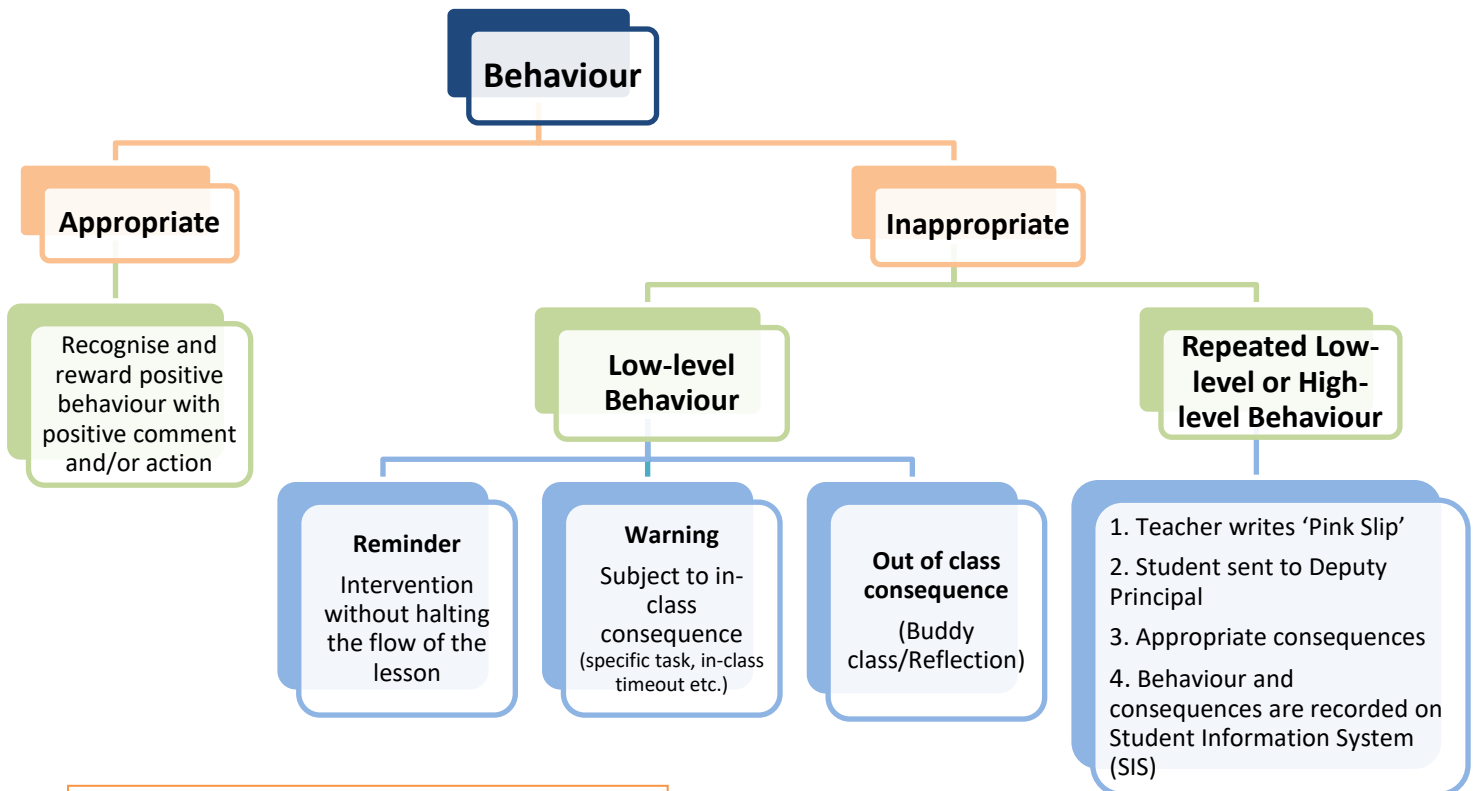 Behaviour
Appropriate
Inappropriate
Recognise and
reward positive
behaviour with
positive comment
and/or action
Low-level
Behaviour
Repeated Low-
level or High-
level Behaviour
Reminder
Intervention
without halting
the flow of the
lesson
Warning
Subject to in-
class
consequence
(specific task, in-class
timeout etc.)
Out of class
consequence
(Buddy
class/Reflection)
1. Teacher writes ‘Pink Slip’
2. Student sent to Deputy
Principal
3. Appropriate consequences
4. Behaviour and
consequences are recorded on
Student Information System
(SIS)